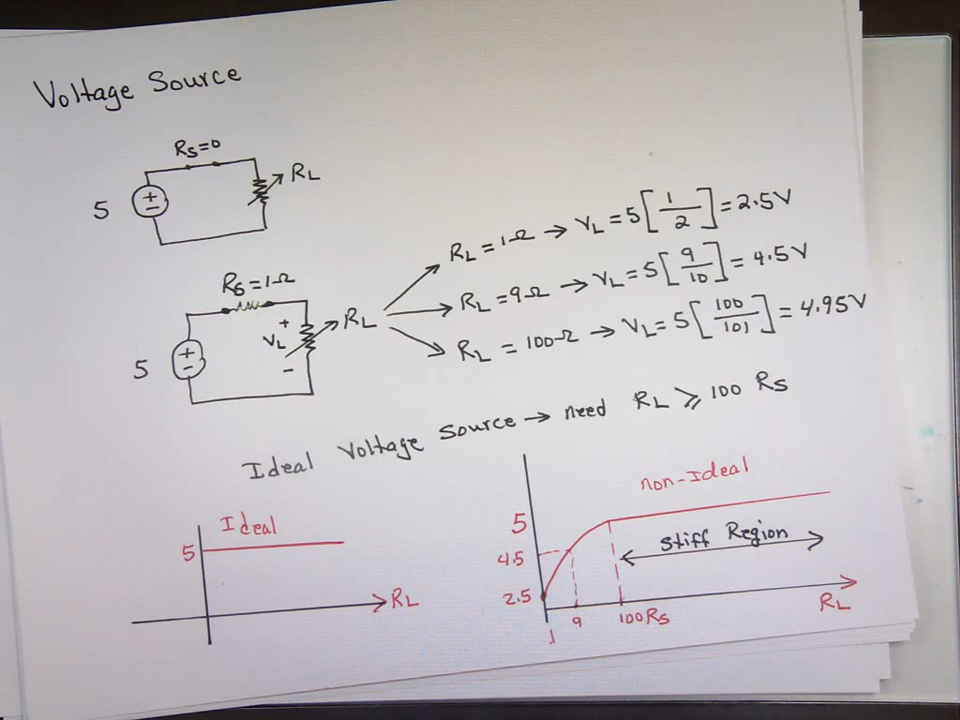 Voltage Source
Rs=0
5
RL
RL = 1Ω → VL = 5[1/2] = 2.5V
Rs=1Ω
5
+
VL
-
RL
RL = 9Ω → VL = 5[9/10] = 4.5V
RL = 100Ω → VL = 5[100/101] = 4.95V
Ideal Voltage Source → need RL ≥ 100 Rs
Ideal
5
RL
non-Ideal
5
Stiff Region
4.5
2.5
1
9
100Rs
RL